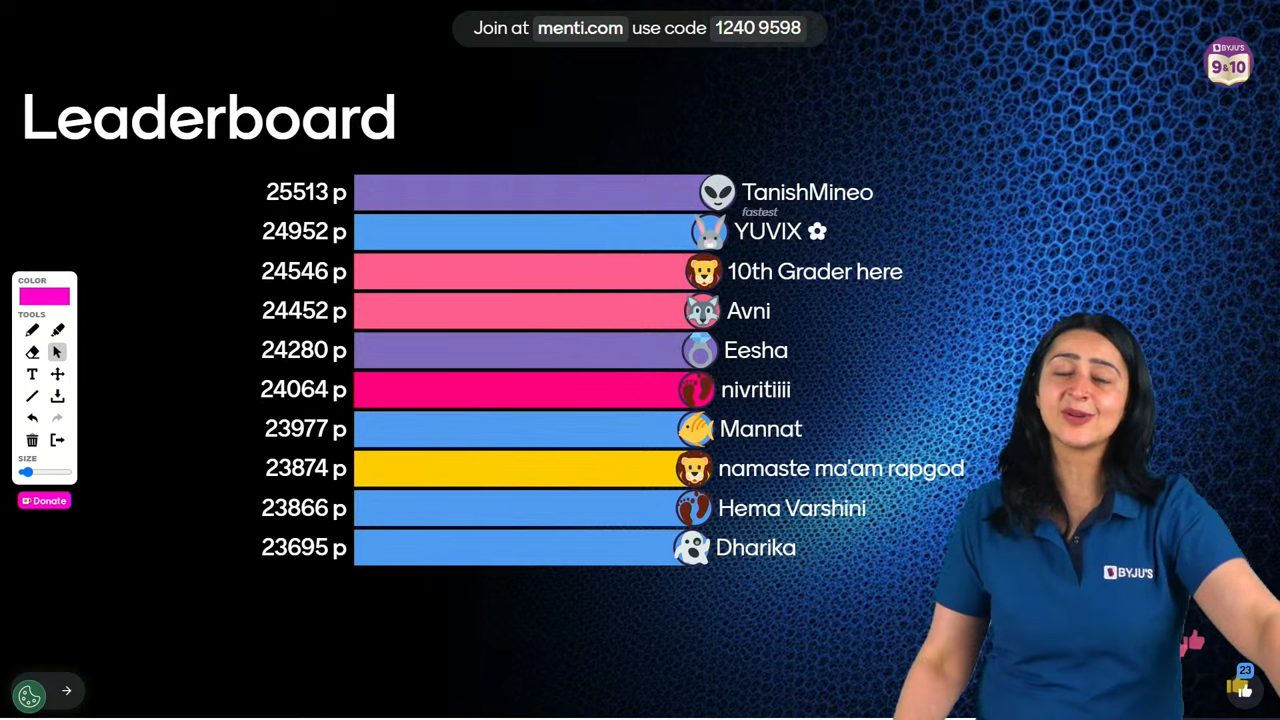 Join at menti.com use code 1240 9598
BYJU'S
9&10
Leaderboard
25513 p TanishMineo
fastest
24952 p YUVIX ✿
24546 p 10th Grader here
24452 p Avni
24280 p Eesha
24064 p nivritiiii
23977 p Mannat
23874 p namaste ma'am rapgod
23866 p Hema Varshini
23695 p Dharika
COLOR
TOOLS
T
SIZE
Donate
BYJU'S
23